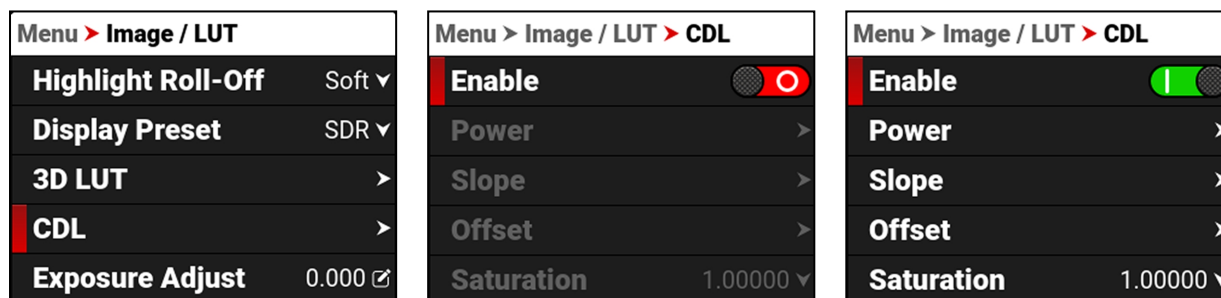 Menu > Image / LUT
Highlight Roll-Off Soft
Display Preset SDR
3D LUT
CDL
Exposure Adjust 0.000
Menu > Image / LUT > CDL
Enable
Power
Slope
Offset
Saturation 1.00000
Menu > Image / LUT > CDL
Enable
Power
Slope
Offset
Saturation 1.00000